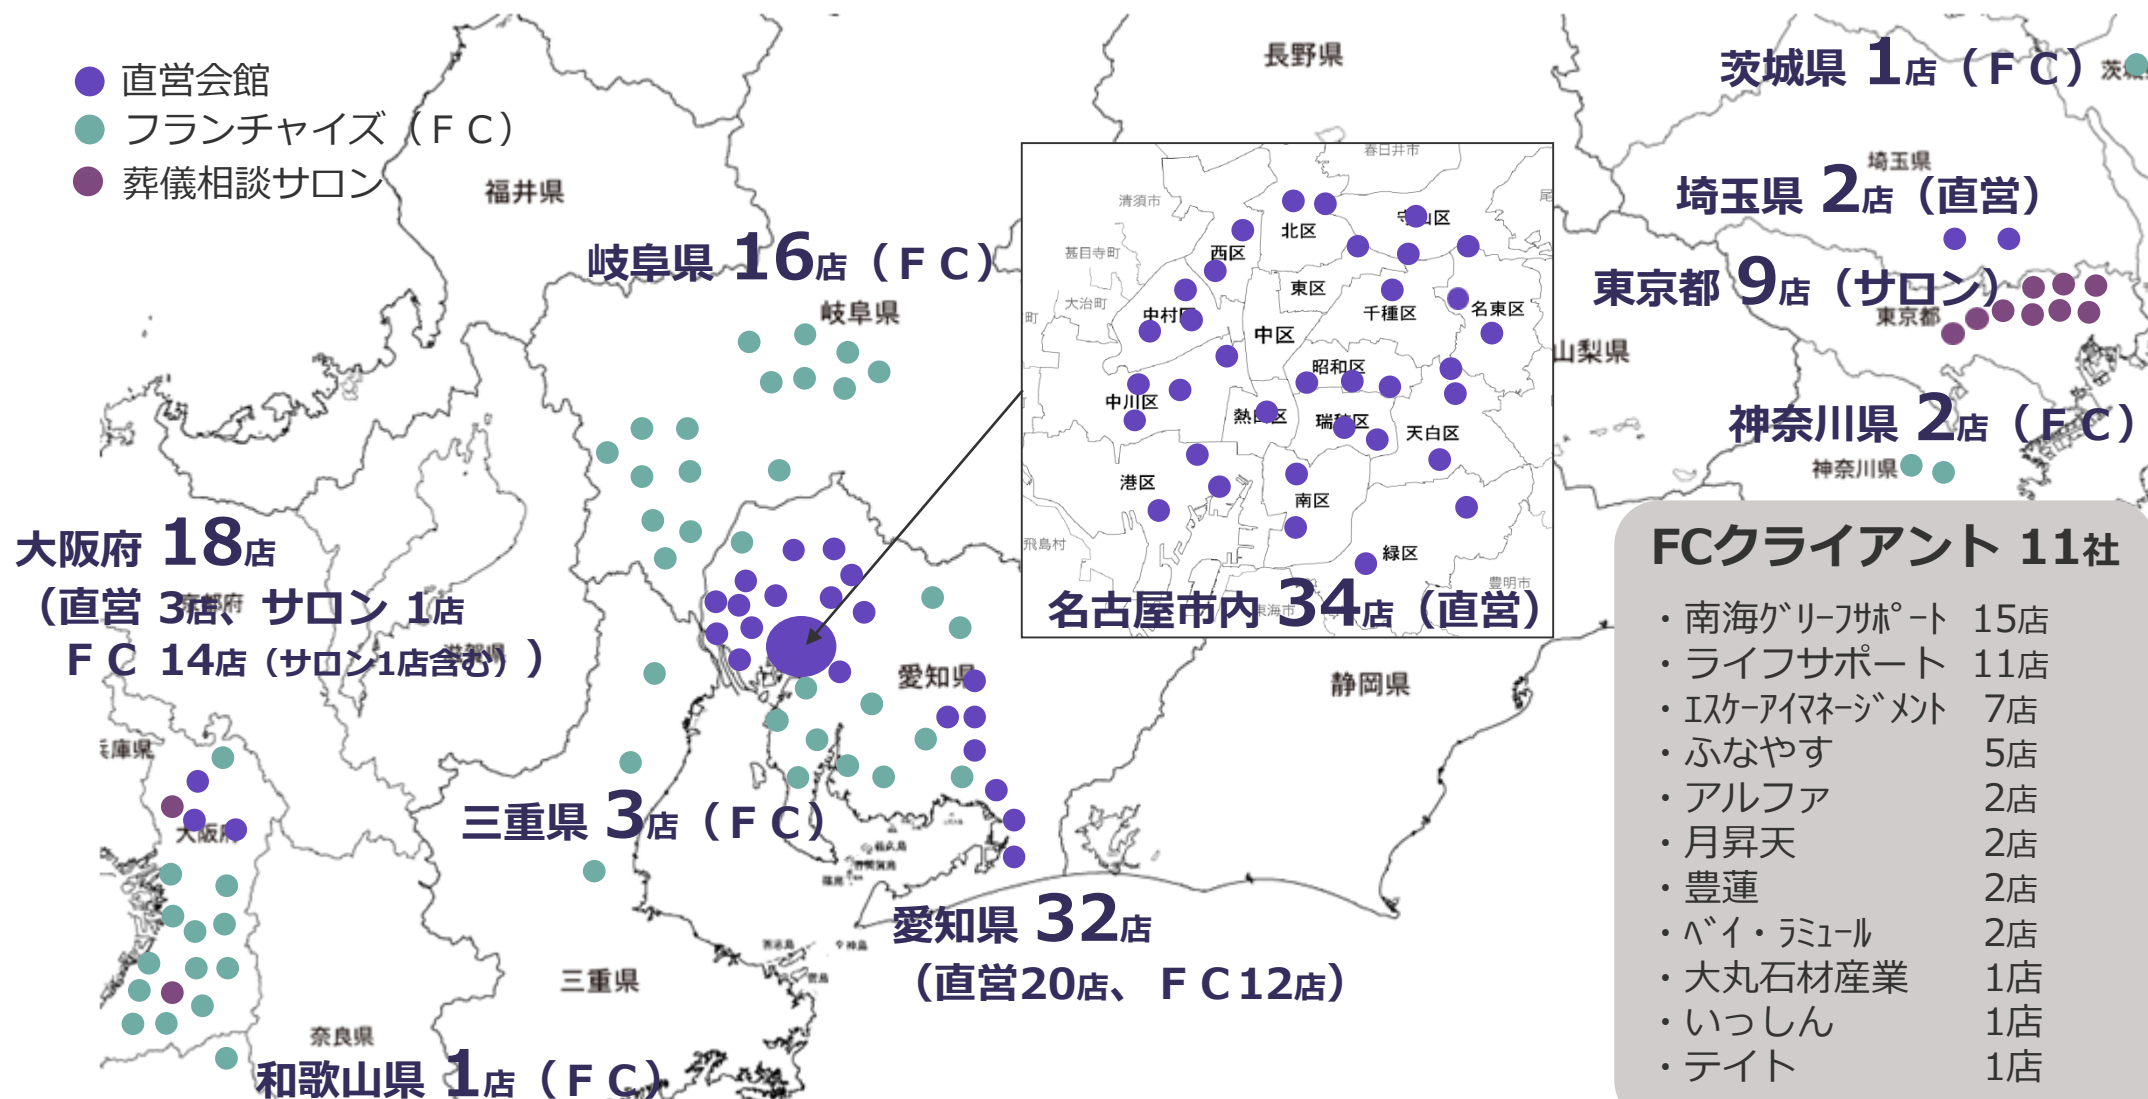 直営会館
フランチャイズ（ＦＣ）
葬儀相談サロン
福井県
長野県
茨城県 1店（ＦＣ）
埼玉県
埼玉県 2店（直営）
東京都 9店（サロン）
東京都
山梨県
神奈川県 2店（ＦＣ）
神奈川県
岐阜県 16店（ＦＣ）
岐阜県
春日井市
清須市
北区
西区
甚目寺町
大治町
町
東区
千種区
名東区
中区
昭和区
中川区
天白区
港区
南区
緑区
飛島村
豊明市
東海市
名古屋市内 34店（直営）
大阪府 18店
（直営 3店、サロン 1店
ＦＣ 14店（サロン1店含む））
愛知県
静岡県
兵庫県
大阪府
三重県 3店（ＦＣ）
愛知県 32店
（直営20店、ＦＣ12店）
三重県
奈良県
和歌山県 1店（ＦＣ）
FCクライアント 11社
・南海ｸﾞﾘｰﾌｻﾎﾟｰﾄ 15店
・ライフサポート 11店
・ｴｽｹｰｱｲﾏﾈｰｼﾞﾒﾝﾄ 7店
・ふなやす 5店
・アルファ 2店
・月昇天 2店
・豊蓮 2店
・ﾍﾞｲ・ﾗﾐｭｰﾙ 2店
・大丸石材産業 1店
・いっしん 1店
・テイト 1店